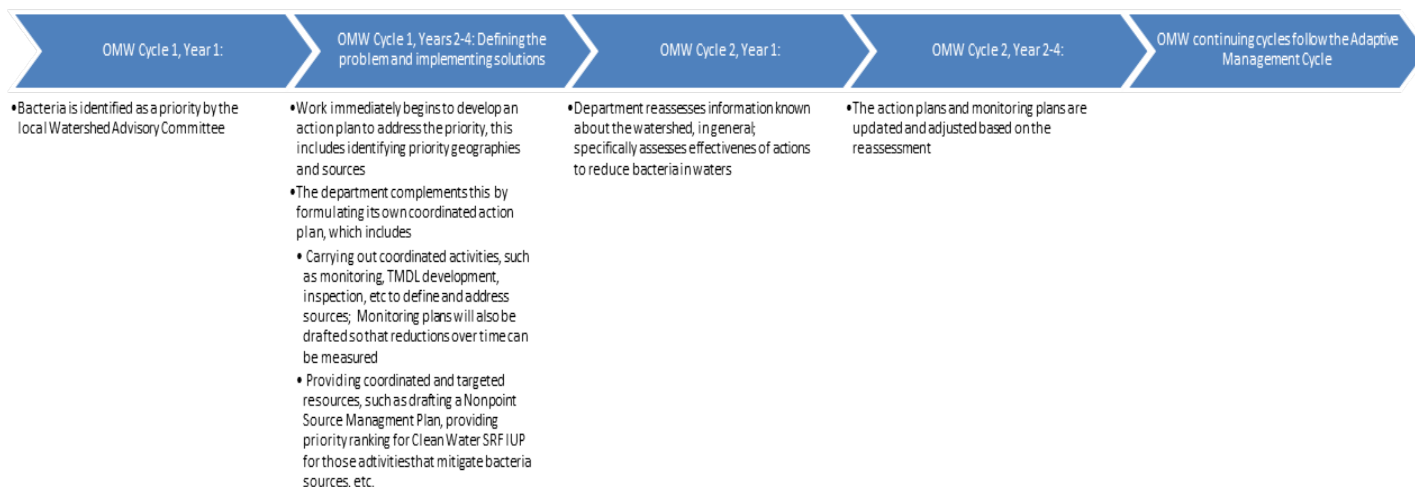 OMW Cycle 1, Year 1:
OMW Cycle 1, Years 2-4: Defining the
problem and implementing solutions
OMW Cycle 2, Year 1:
OMW Cycle 2, Year 2-4:
OMW continuing cycles follow the Adaptive
Management Cycle
•Bacteria is identified as a priority by the
local Watershed Advisory Committee
•Work immediately begins to develop an
action plan to address the priority, this
includes identifying priority geographies
and sources
•The department complements this by
formulating its own coordinated action
plan, which includes
• Carrying out coordinated activities, such
as monitoring, TMDL development,
inspection, etc to define and address
sources; Monitoring plans will also be
drafted so that reductions over time can
be measured
• Providing coordinated and targeted
resources, such as drafting a Nonpoint
Source Managment Plan, providing
priority ranking for Clean Water SRF IUP
for those adtivities that mitigate bacteria
sources, etc.
•Department reassesses information known
about the watershed, in general;
specifically assesses effectivenes of actions
to reduce bacteria in waters
•The action plans and monitoring plans are
updated and adjusted based on the
reassessment